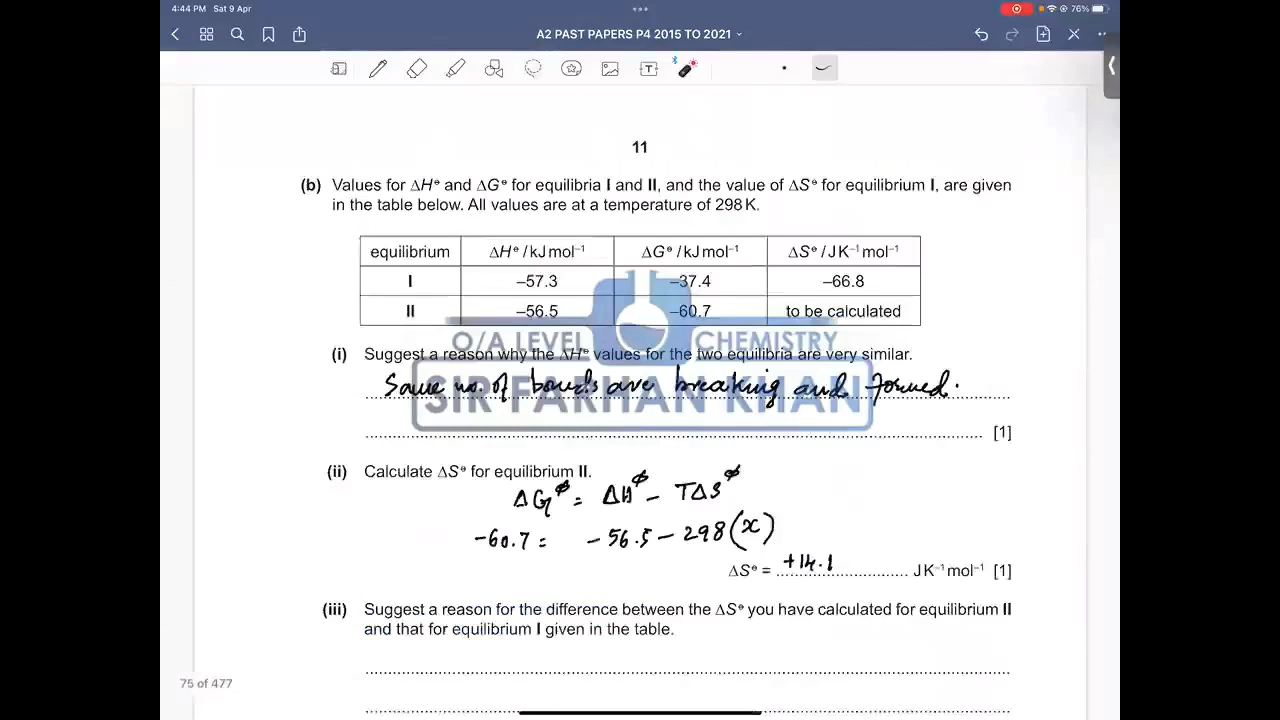 4:44 PM Sat 9 Apr
76%
A2 PAST PAPERS P4 2015 TO 2021
11
(b) Values for ΔH⦵ and ΔG⦵ for equilibria I and II, and the value of ΔS⦵ for equilibrium I, are given
in the table below. All values are at a temperature of 298 K.
equilibrium ΔH⦵ / kJ mol⁻¹ ΔG⦵ / kJ mol⁻¹ ΔS⦵ / J K⁻¹ mol⁻¹
I –57.3 –37.4 –66.8
II –56.5 –60.7 to be calculated
O/A LEVEL CHEMISTRY
SIR FARHAN KHAN
(i) Suggest a reason why the ΔH⦵ values for the two equilibria are very similar.
Same no. of bonds are breaking and formed.
[1]
(ii) Calculate ΔS⦵ for equilibrium II.
ΔG⦵ = ΔH⦵ - TΔS⦵
-60.7 = -56.5 - 298 (x)
ΔS⦵ = +14.1 J K⁻¹ mol⁻¹ [1]
(iii) Suggest a reason for the difference between the ΔS⦵ you have calculated for equilibrium II
and that for equilibrium I given in the table.
75 of 477